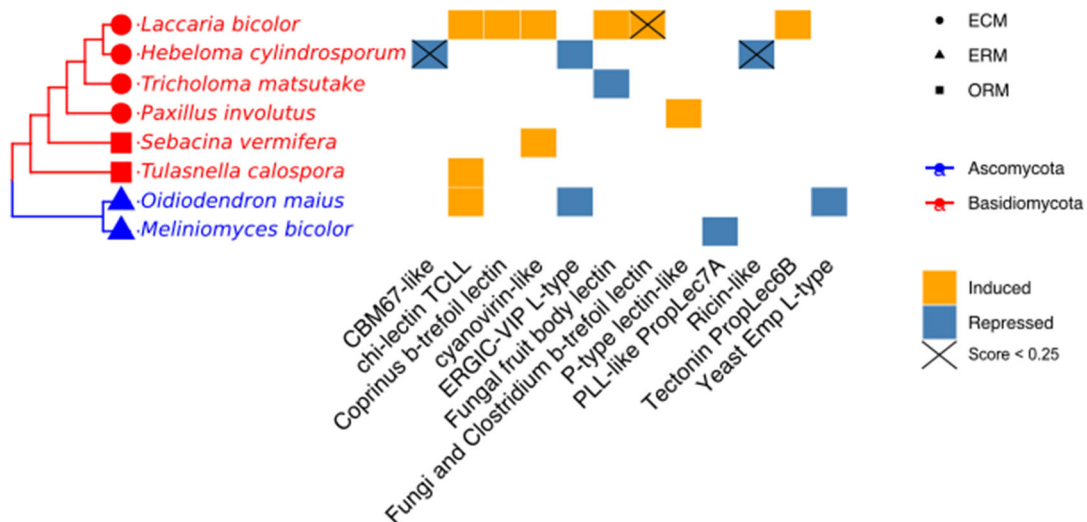 Laccaria bicolor
Hebeloma cylindrosporum
Tricholoma matsutake
Paxillus involutus
Sebacina vermifera
Tulasnella calospora
Oidiodendron maius
Meliniomyces bicolor
CBM67-like
chi-lectin TCLL
Coprinus b-trefoil lectin
cyanovirin-like
ERGIC-VIP L-type
Fungal fruit body lectin
Fungi and Clostridium b-trefoil lectin
P-type lectin-like
PLL-like PropLec7A
Ricin-like
Tectonin PropLec6B
Yeast Emp L-type
ECM
ERM
ORM
a Ascomycota
a Basidiomycota
Induced
Repressed
Score < 0.25